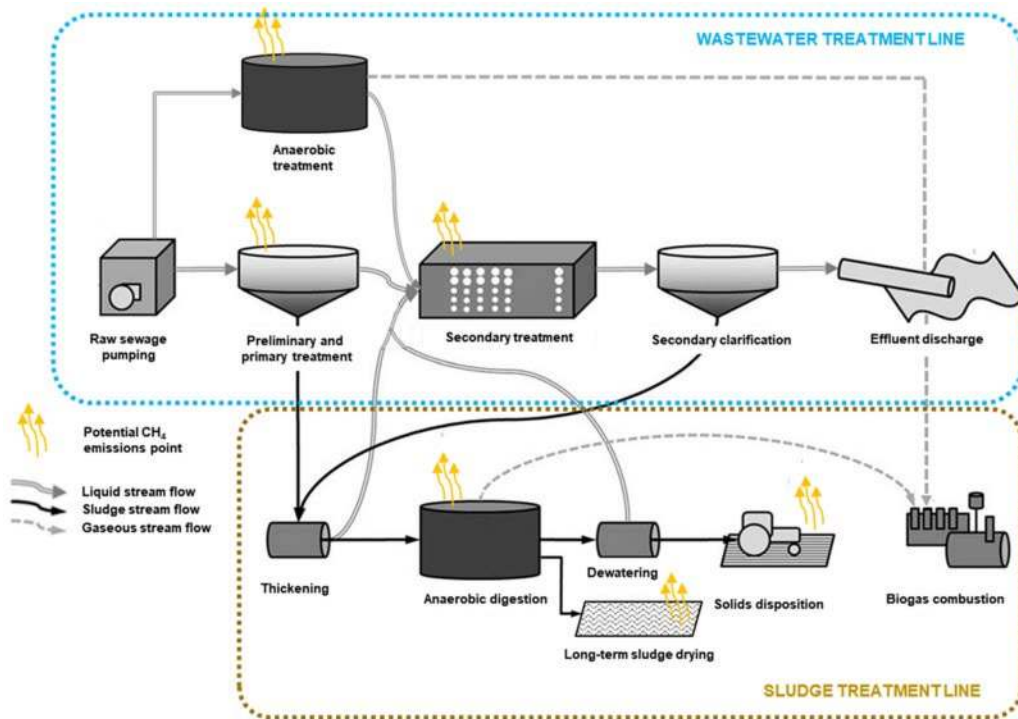 WASTEWATER TREATMENT LINE
Anaerobic
treatment
Raw sewage
pumping
Preliminary and
primary treatment
Secondary treatment
Secondary clarification
Effluent discharge
Potential CH₄
emissions point
Liquid stream flow
Sludge stream flow
Gaseous stream flow
Thickening
Anaerobic digestion
Dewatering
Solids disposition
Biogas combustion
Long-term sludge drying
SLUDGE TREATMENT LINE